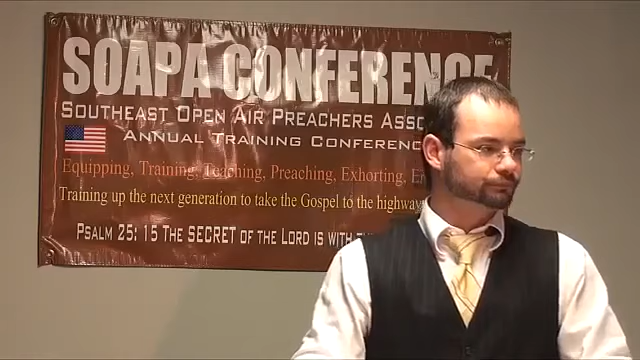 SOAPA CONFERENCE
SOUTHEAST OPEN AIR PREACHERS ASSO
ANNUAL TRAINING CONFERENC
Equipping, Training, Teaching, Preaching, Exhorting, E
Training up the next generation to take the Gospel to the highway
PSALM 25: 15 THE SECRET OF THE LORD IS WITH